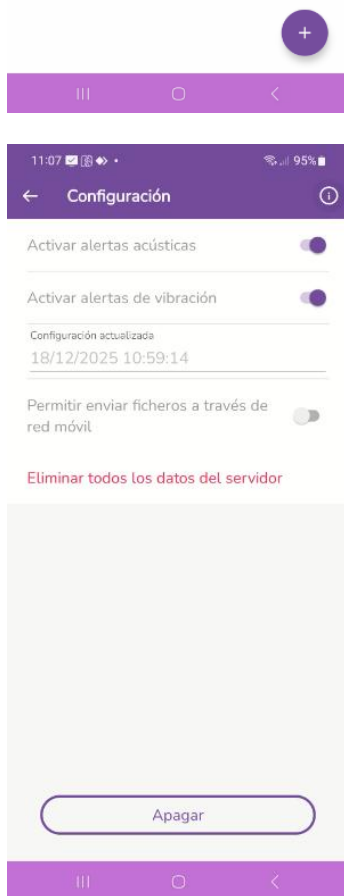 11:07
95%
Configuración
Activar alertas acústicas
Activar alertas de vibración
Configuración actualizada
18/12/2025 10:59:14
Permitir enviar ficheros a través de
red móvil
Eliminar todos los datos del servidor
Apagar